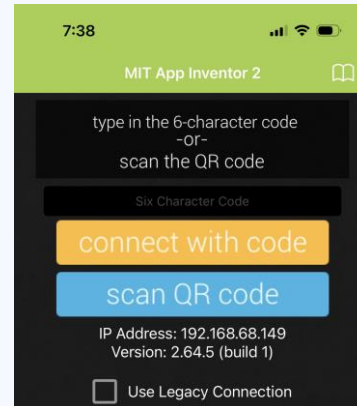 7:38
MIT App Inventor 2
type in the 6-character code
-or-
scan the QR code
Six Character Code
connect with code
scan QR code
IP Address: 192.168.68.149
Version: 2.64.5 (build 1)
Use Legacy Connection